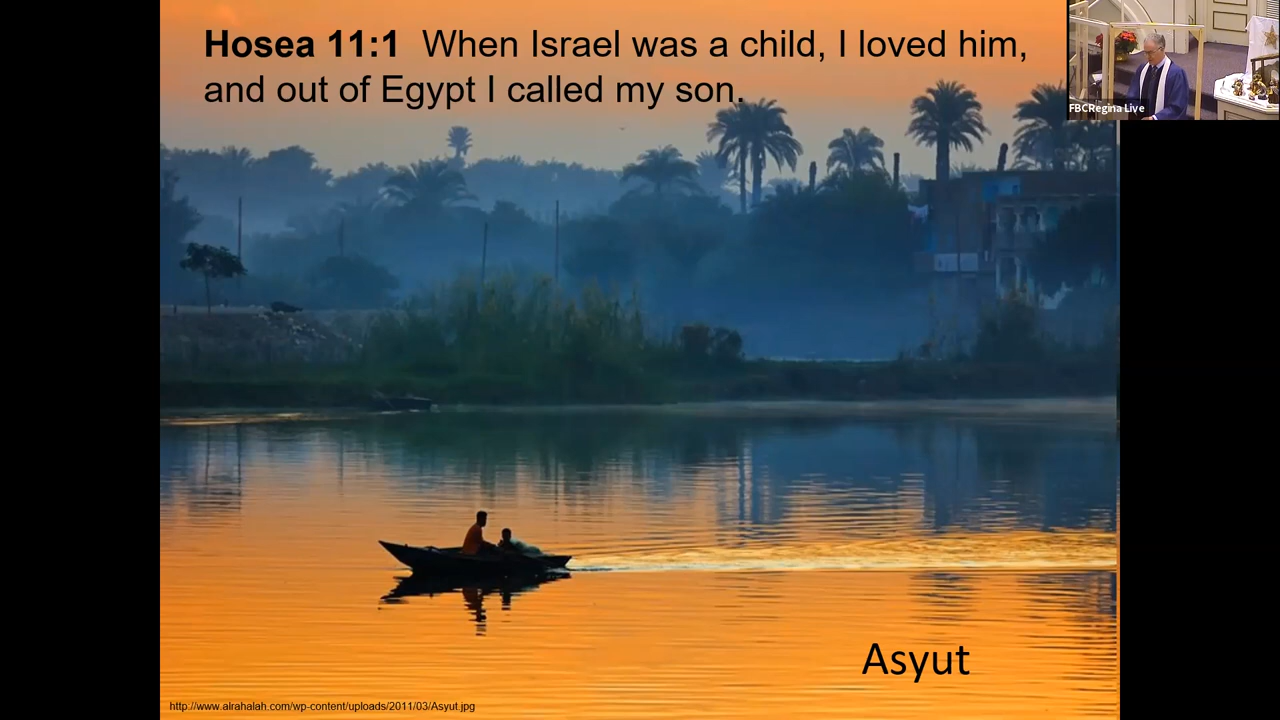 Hosea 11:1  When Israel was a child, I loved him,
and out of Egypt I called my son.
FBCRegina Live
Asyut
http://www.alrahalah.com/wp-content/uploads/2011/03/Asyut.jpg